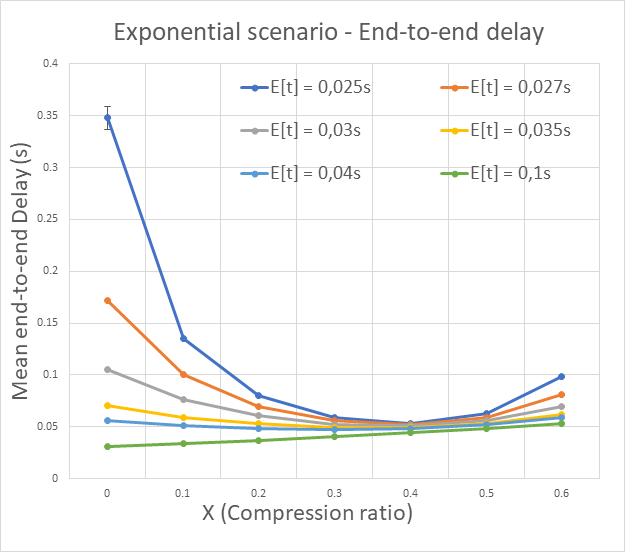 Exponential scenario - End-to-end delay
0.4
E[t] = 0,025s
E[t] = 0,027s
0.35
E[t] = 0,03s
E[t] = 0,035s
0.3
E[t] = 0,04s
E[t] = 0,1s
0.25
0.2
0.15
0.1
0.05
0
Mean end-to-end Delay (s)
0 0.1 0.2 0.3 0.4 0.5 0.6
X (Compression ratio)